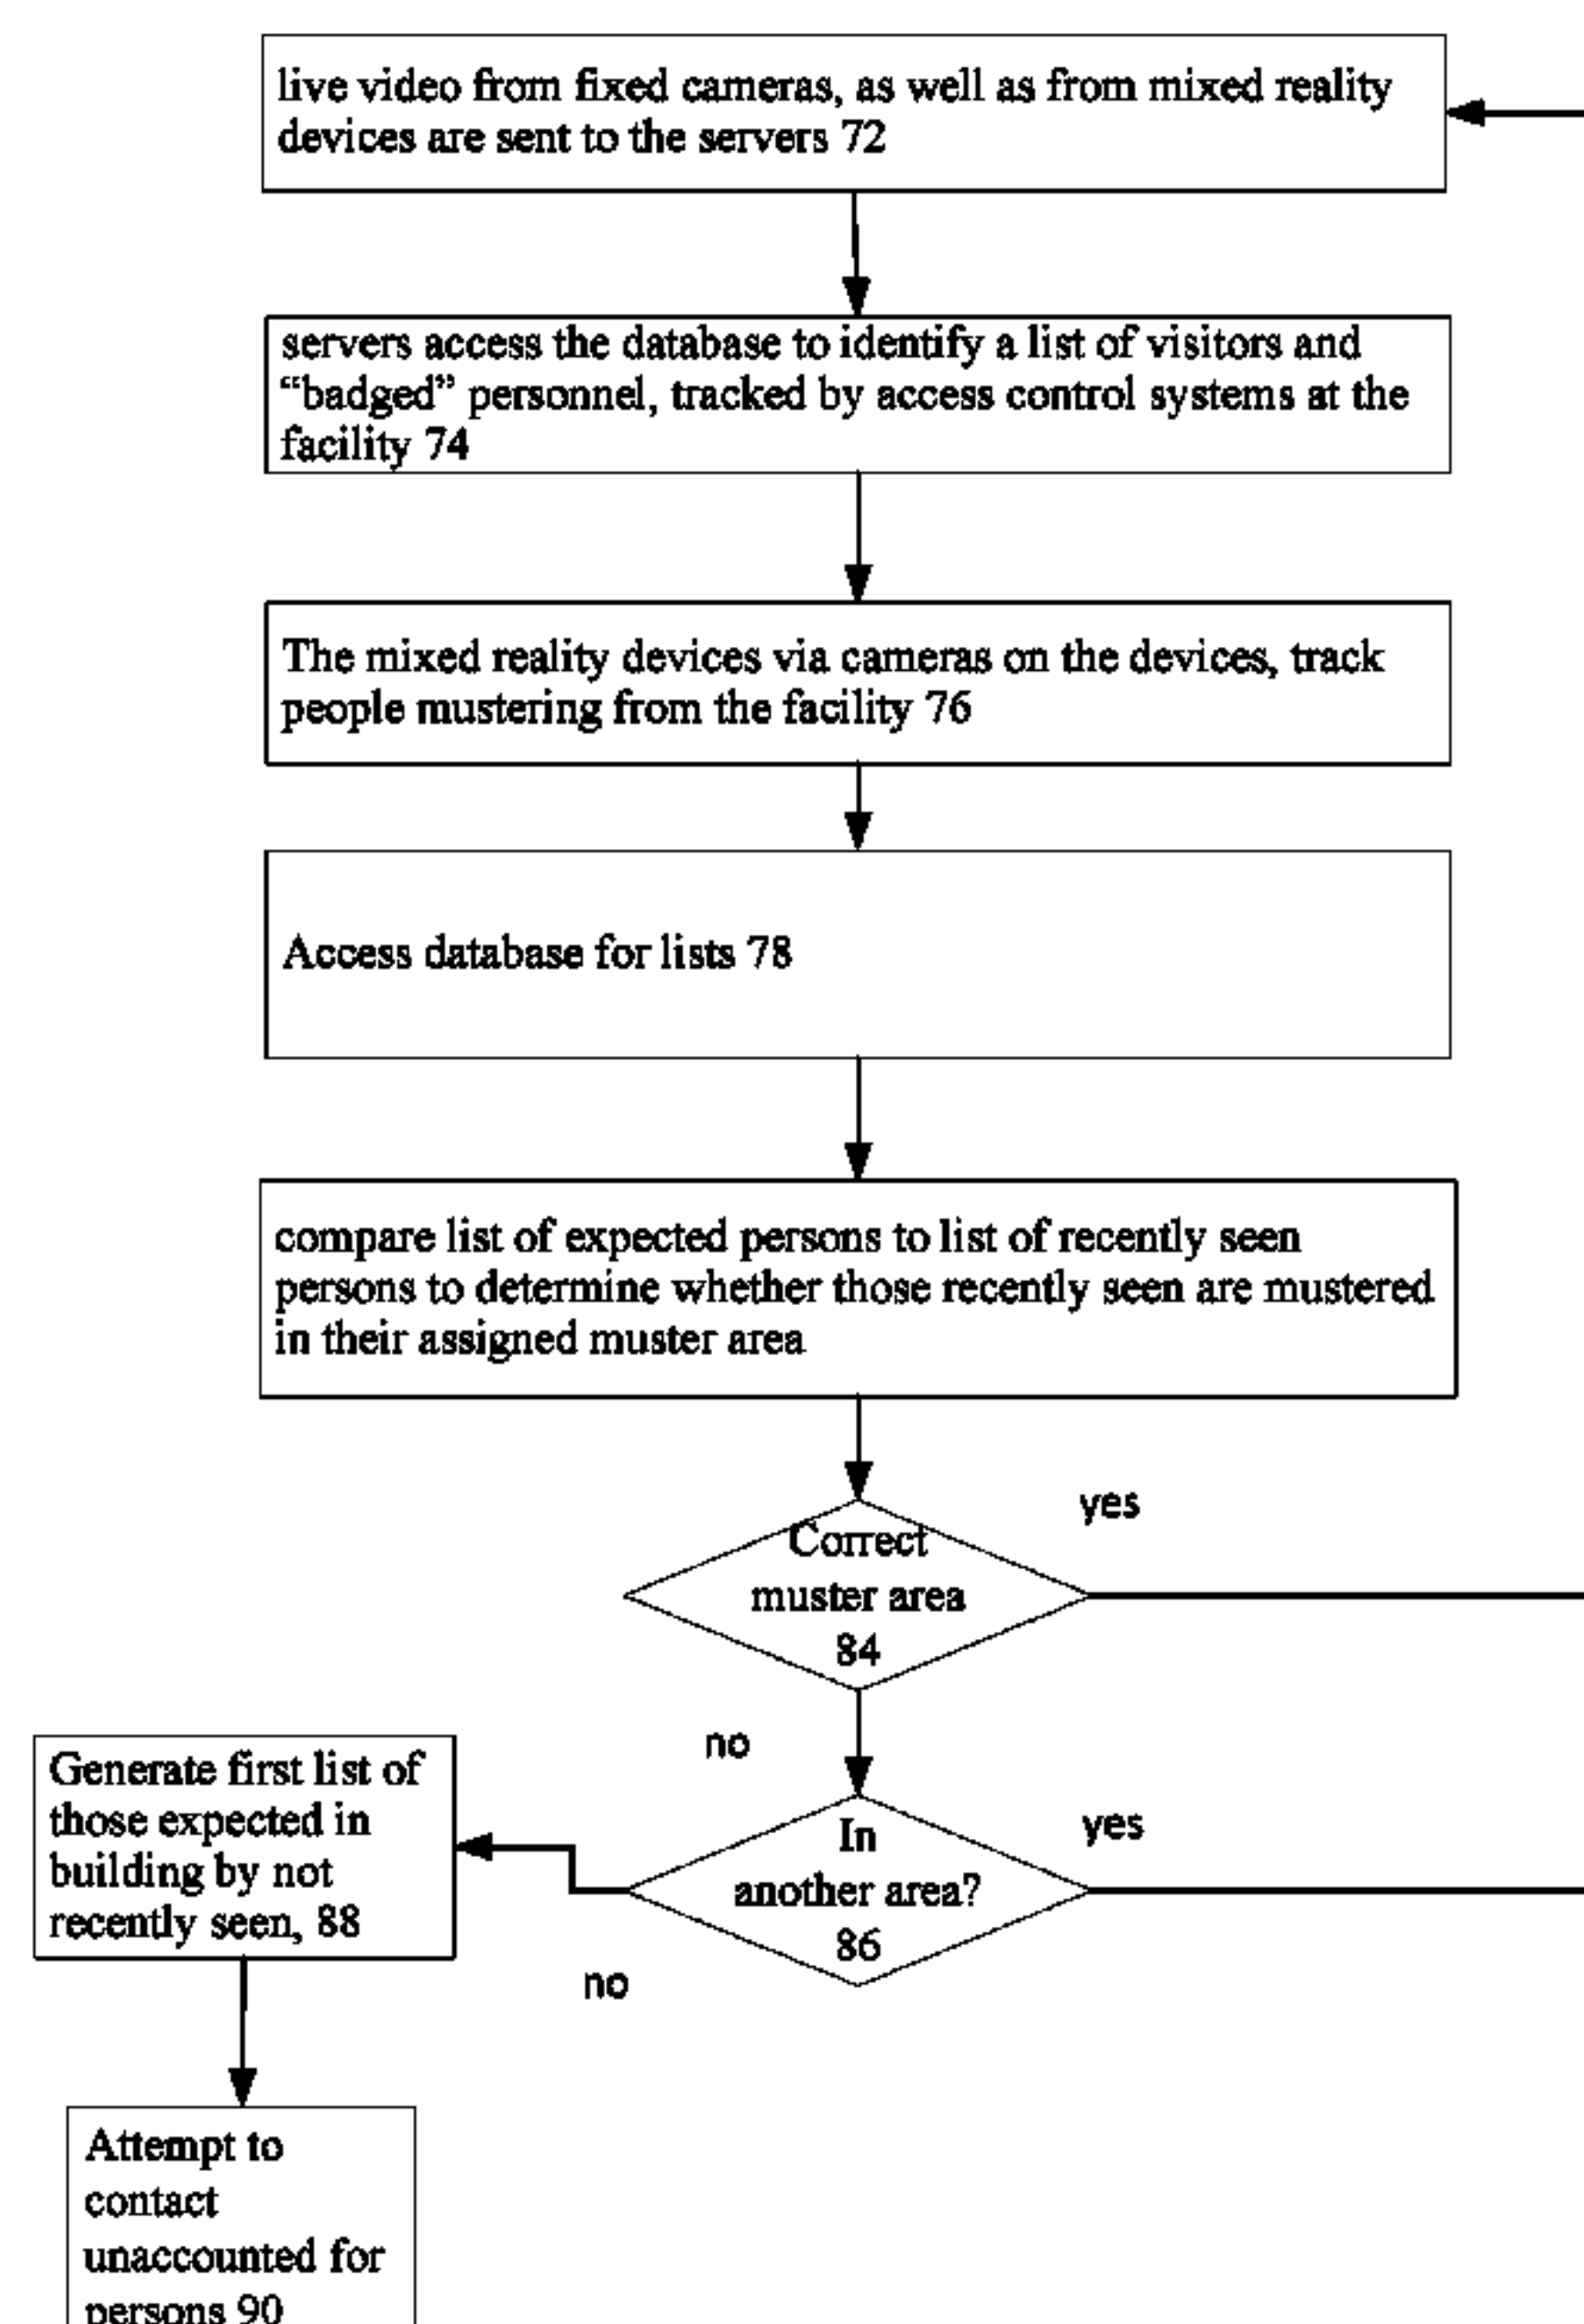 live video from fixed cameras, as well as from mixed reality
devices are sent to the servers 72
servers access the database to identify a list of visitors and
“badged” personnel, tracked by access control systems at the
facility 74
The mixed reality devices via cameras on the devices, track
people mustering from the facility 76
Access database for lists 78
compare list of expected persons to list of recently seen
persons to determine whether those recently seen are mustered
in their assigned muster area
yes
Correct
muster area
84
no
Generate first list of
those expected in
building by not
recently seen, 88
yes
In
another area?
86
no
Attempt to
contact
unaccounted for
persons 90